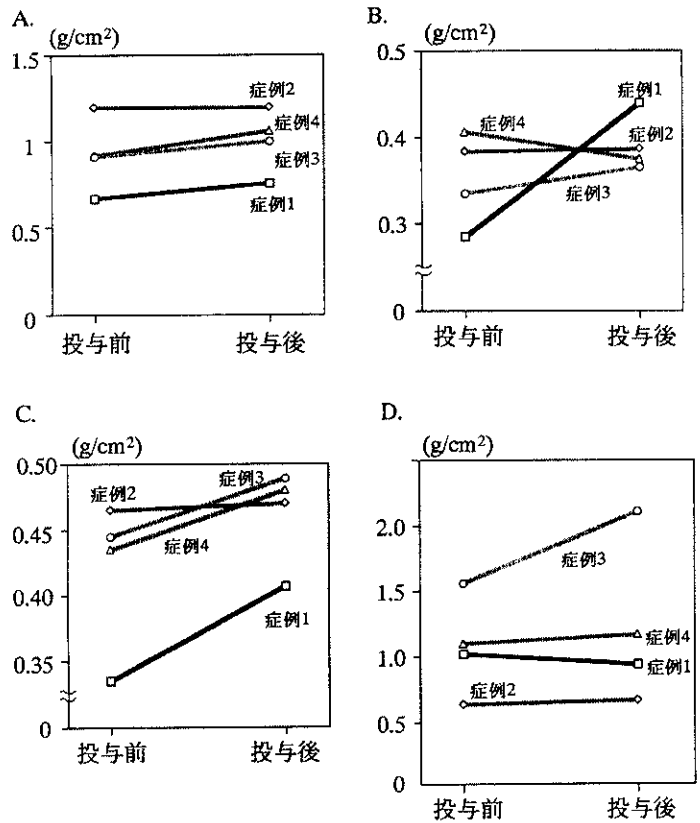 A.
(g/cm²)
1.5
1
0.5
0
症例2
症例4
症例3
症例1
投与前
投与後
B.
(g/cm²)
0.5
0.4
0.3
0
症例1
症例4
症例2
症例3
投与前
投与後
C.
(g/cm²)
0.50
0.45
0.40
0.35
0
症例3
症例2
症例4
症例1
投与前
投与後
D.
(g/cm²)
2.0
1.5
1.0
0.5
0
症例3
症例4
症例1
症例2
投与前
投与後